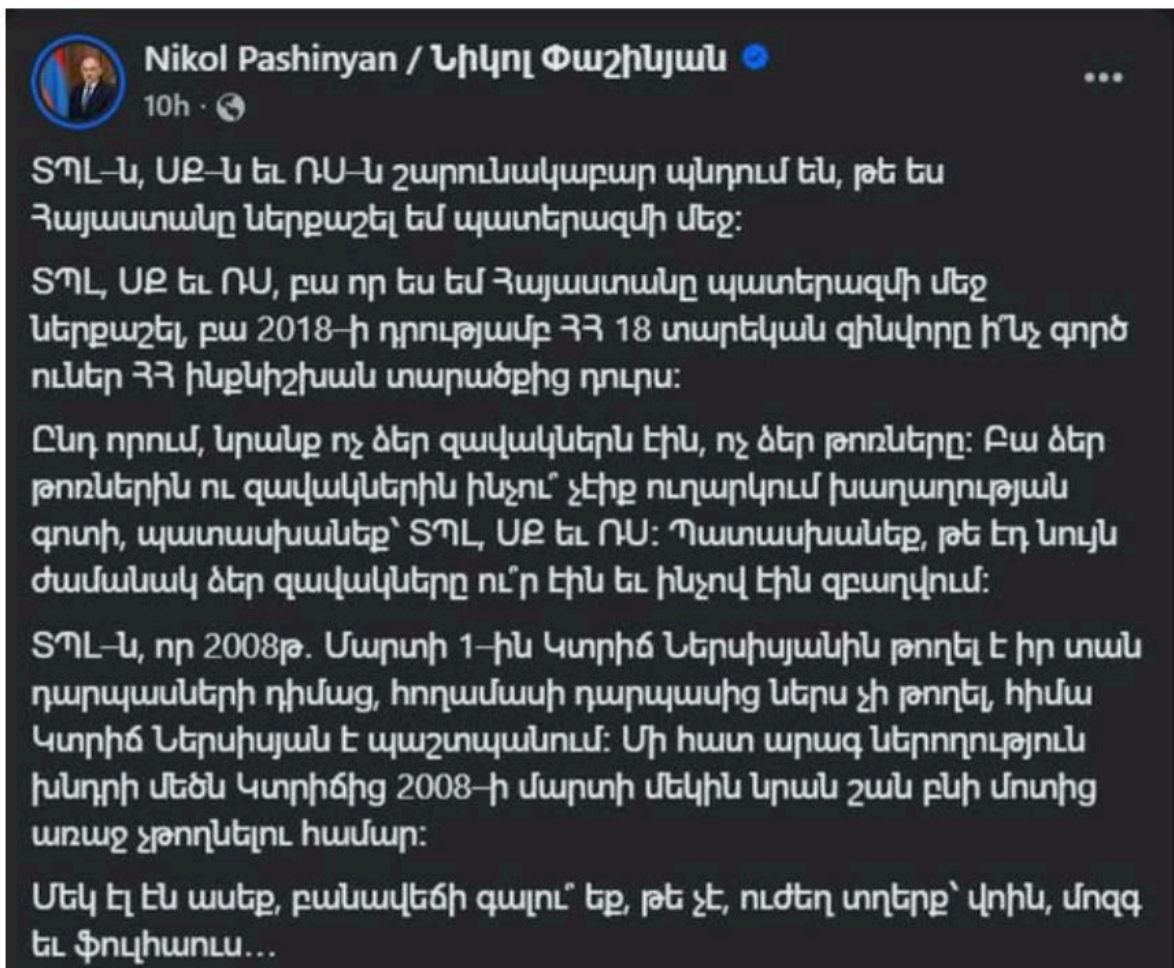 Nikol Pashinyan / Նիկոլ Փաշինյան
10h ·
ՏՊԼ–ն, ՍՔ–ն եւ ՌՍ–ն շարունակաբար պնդում են, թե ես
Հայաստանը ներքաշել եմ պատերազմի մեջ:
ՏՊԼ, ՍՔ եւ ՌՍ, բա որ ես եմ Հայաստանը պատերազմի մեջ
ներքաշել, բա 2018–ի դրությամբ ՀՀ 18 տարեկան զինվորը ի՞նչ գործ
ուներ ՀՀ ինքնիշխան տարածքից դուրս:
Ընդ որում, նրանք ոչ ձեր զավակներն էին, ոչ ձեր թոռները: Բա ձեր
թոռներին ու զավակներին ինչու՞ չէիք ուղարկում խաղաղության
գոտի, պատասխանեք՝ ՏՊԼ, ՍՔ եւ ՌՍ: Պատասխանեք, թե էդ նույն
ժամանակ ձեր զավակները ու՞ր էին եւ ինչով էին զբաղվում:
ՏՊԼ–ն, որ 2008թ. Մարտի 1–ին Կտրիճ Ներսիսյանին թողել է իր տան
դարպասների դիմաց, հողամասի դարպասից ներս չի թողել, հիմա
Կտրիճ Ներսիսյան է պաշտպանում: Մի հատ արագ ներողություն
խնդրի մեծն Կտրիճից 2008–ի մարտի մեկին նրան շան բնի մոտից
առաջ չթողնելու համար:
Մեկ էլ էն ասեք, բանավեճի գալու՞ եք, թե չէ, ուժեղ տղերք՝ վոին, մոզգ
եւ ֆուլհաուս...